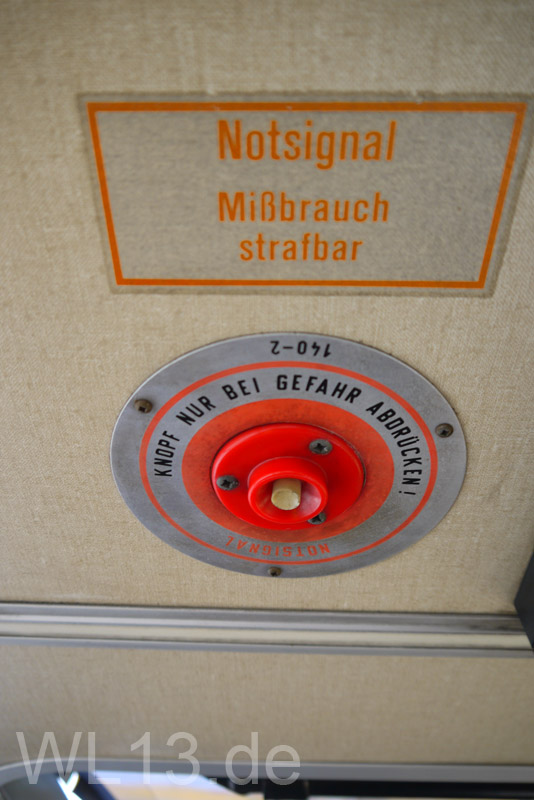 Notsignal
Mißbrauch
strafbar
140-2
KNOPF NUR BEI GEFAHR ABDRÜCKEN!
NOTSIGNAL
WL13.de